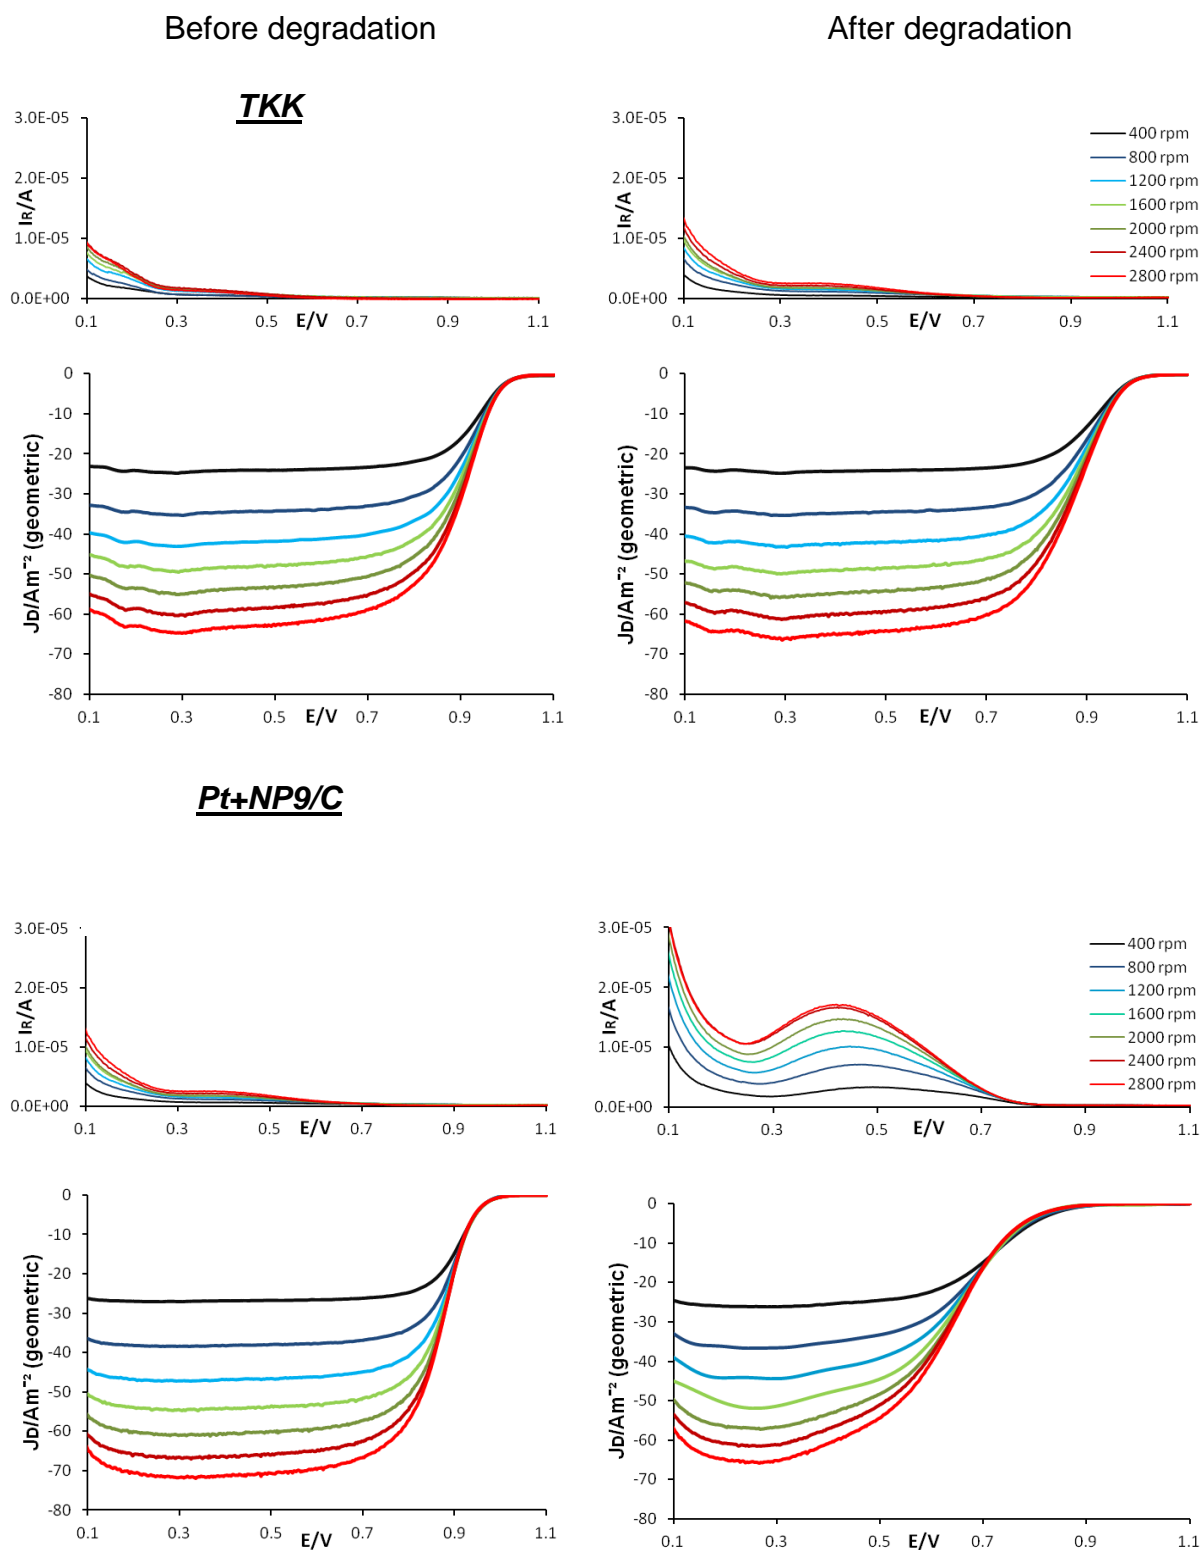 Before degradation
After degradation
TKK
3.0E-05
2.0E-05
1.0E-05
0.0E+00
IR/A
0.1 0.3 0.5 0.7 0.9 1.1
E/V
3.0E-05
2.0E-05
1.0E-05
0.0E+00
IR/A
0.1 0.3 0.5 0.7 0.9 1.1
E/V
400 rpm
800 rpm
1200 rpm
1600 rpm
2000 rpm
2400 rpm
2800 rpm
0
-10
-20
-30
-40
-50
-60
-70
-80
JD/Am⁻² (geometric)
0.1 0.3 0.5 0.7 0.9 1.1
E/V
0
-10
-20
-30
-40
-50
-60
-70
-80
JD/Am⁻² (geometric)
0.1 0.3 0.5 0.7 0.9 1.1
E/V
Pt+NP9/C
3.0E-05
2.0E-05
1.0E-05
0.0E+00
IR/A
0.1 0.3 0.5 0.7 0.9 1.1
E/V
3.0E-05
2.0E-05
1.0E-05
0.0E+00
IR/A
0.1 0.3 0.5 0.7 0.9 1.1
E/V
400 rpm
800 rpm
1200 rpm
1600 rpm
2000 rpm
2400 rpm
2800 rpm
0
-10
-20
-30
-40
-50
-60
-70
-80
JD/Am⁻² (geometric)
0.1 0.3 0.5 0.7 0.9 1.1
E/V
0
-10
-20
-30
-40
-50
-60
-70
-80
JD/Am⁻² (geometric)
0.1 0.3 0.5 0.7 0.9 1.1
E/V